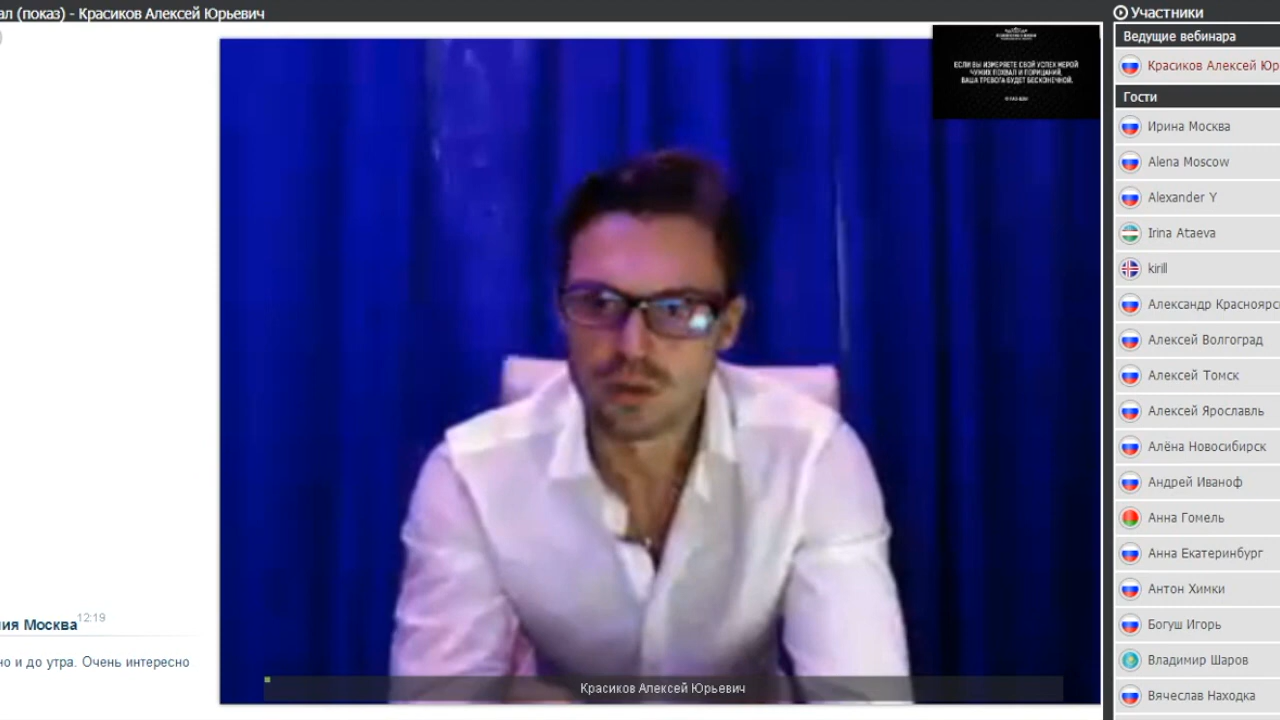 ал (показ) - Красиков Алексей Юрьевич
ЕСЛИ ВЫ ИЗМЕРЯЕТЕ СВОЙ УСПЕХ МЕРОЙ
ЧУЖИХ ПОХВАЛ И ПОРИЦАНИЙ,
ВАША ТРЕВОГА БУДЕТ БЕСКОНЕЧНОЙ.
Участники
Ведущие вебинара
Красиков Алексей Юр
Гости
Ирина Москва
Alena Moscow
Alexander Y
Irina Ataeva
kirill
Александр Красноярс
Алексей Волгоград
Алексей Томск
Алексей Ярославль
Алёна Новосибирск
Андрей Иваноф
Анна Гомель
Анна Екатеринбург
Антон Химки
Богуш Игорь
Владимир Шаров
Вячеслав Находка
ия Москва 12:19
но и до утра. Очень интересно
Красиков Алексей Юрьевич